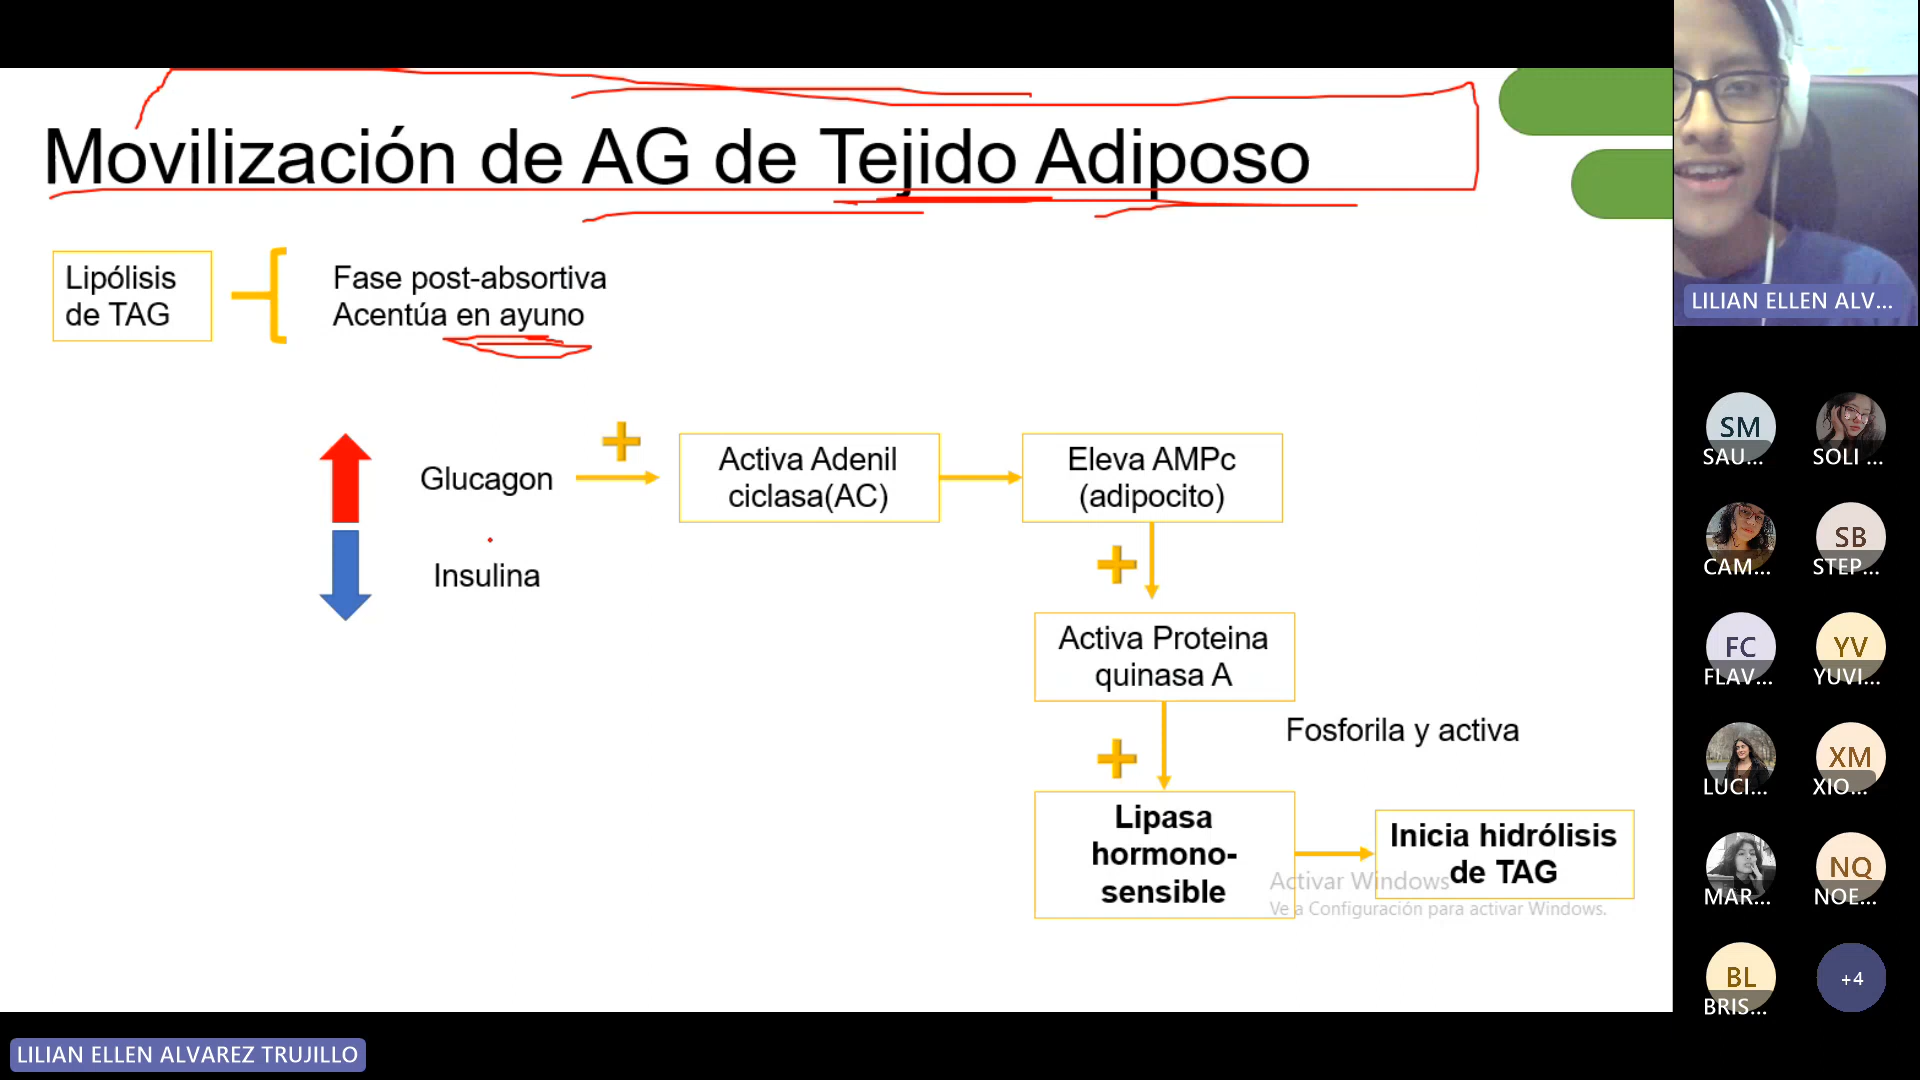 Movilización de AG de Tejido Adiposo
Lipólisis
de TAG
Fase post-absortiva
Acentúa en ayuno
Glucagon
Insulina
Activa Adenil
ciclasa(AC)
Eleva AMPc
(adipocito)
Activa Proteina
quinasa A
Fosforila y activa
Lipasa
hormono-
sensible
Inicia hidrólisis
de TAG
Activar Windows
Ve a Configuración para activar Windows.
LILIAN ELLEN ALV...
SM
SAU...
SOLI ...
CAM...
SB
STEP...
FC
FLAV...
YV
YUVI...
LUCI...
XM
XIO...
MAR...
NQ
NOE...
BL
BRIS...
+4
LILIAN ELLEN ALVAREZ TRUJILLO